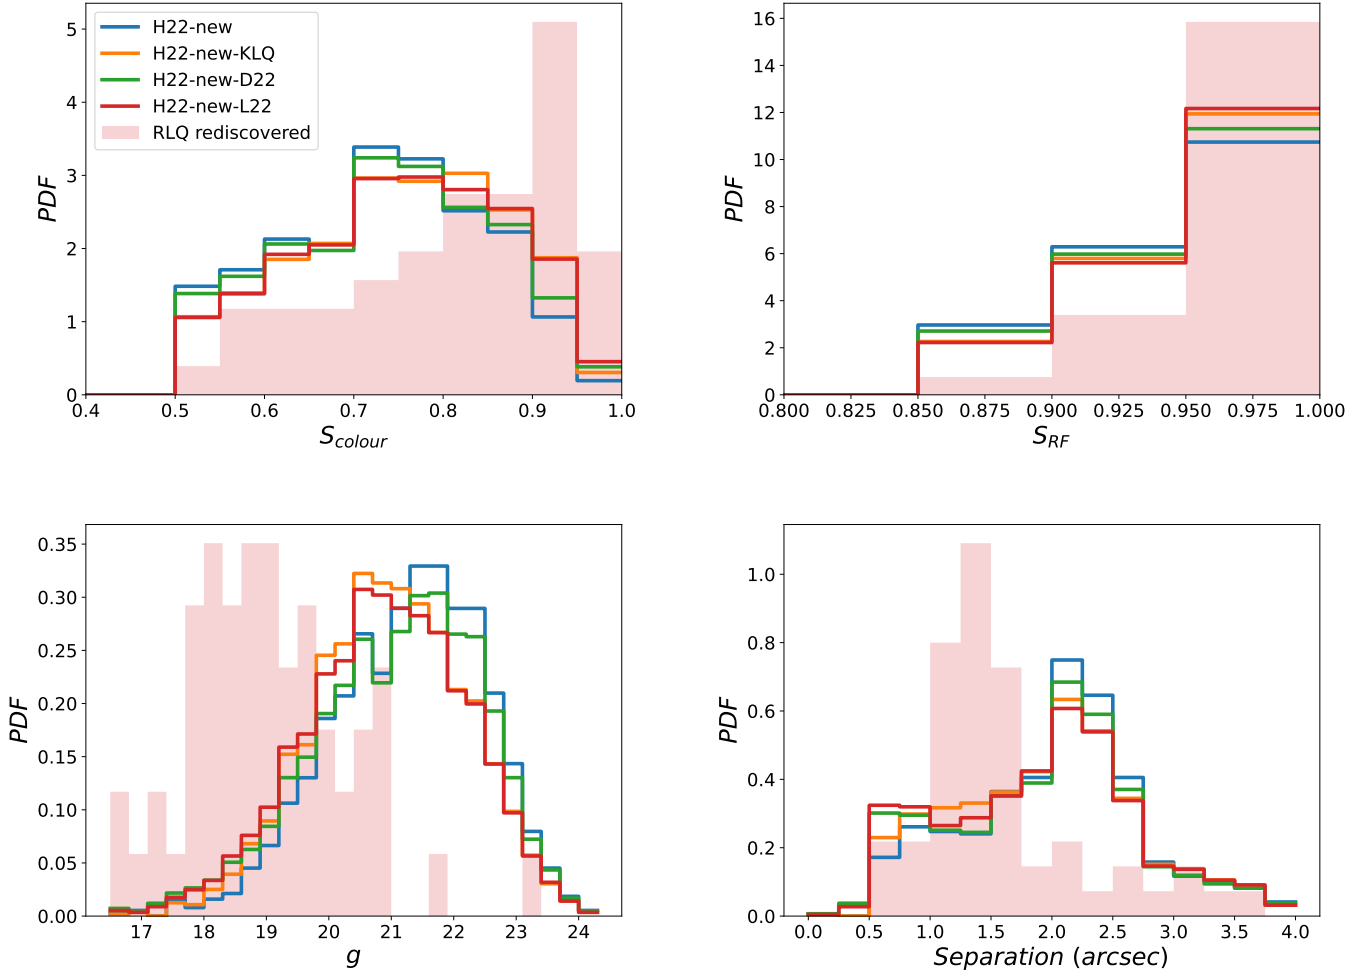 H22-new
H22-new-KLQ
H22-new-D22
H22-new-L22
RLQ rediscovered
PDF
5
4
3
2
1
0
0.4 0.5 0.6 0.7 0.8 0.9 1.0
S_colour
PDF
16
14
12
10
8
6
4
2
0
0.800 0.825 0.850 0.875 0.900 0.925 0.950 0.975 1.000
S_RF
PDF
0.35
0.30
0.25
0.20
0.15
0.10
0.05
0.00
17 18 19 20 21 22 23 24
g
PDF
1.0
0.8
0.6
0.4
0.2
0.0
0.0 0.5 1.0 1.5 2.0 2.5 3.0 3.5 4.0
Separation (arcsec)